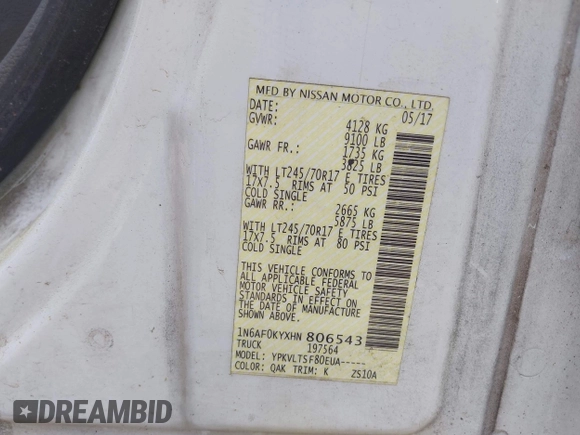 MFD BY NISSAN MOTOR CO., LTD.
DATE: 05/17
GVWR: 4128 KG
9100 LB
GAWR FR.: 1735 KG
3825 LB
WITH LT245/70R17 E TIRES
17X7.5 RIMS AT 50 PSI
COLD SINGLE
GAWR RR.: 2665 KG
5875 LB
WITH LT245/70R17 E TIRES
17X7.5 RIMS AT 80 PSI
COLD SINGLE
THIS VEHICLE CONFORMS TO
ALL APPLICABLE FEDERAL
MOTOR VEHICLE SAFETY
STANDARDS IN EFFECT ON
THE DATE OF MANUFACTURE
SHOWN ABOVE.
1N6AF0KYXHN 806543
TRUCK 197564
MODEL: YPKVLTSF80EUA-----
COLOR: QAK TRIM: K ZS10A
DREAMBID